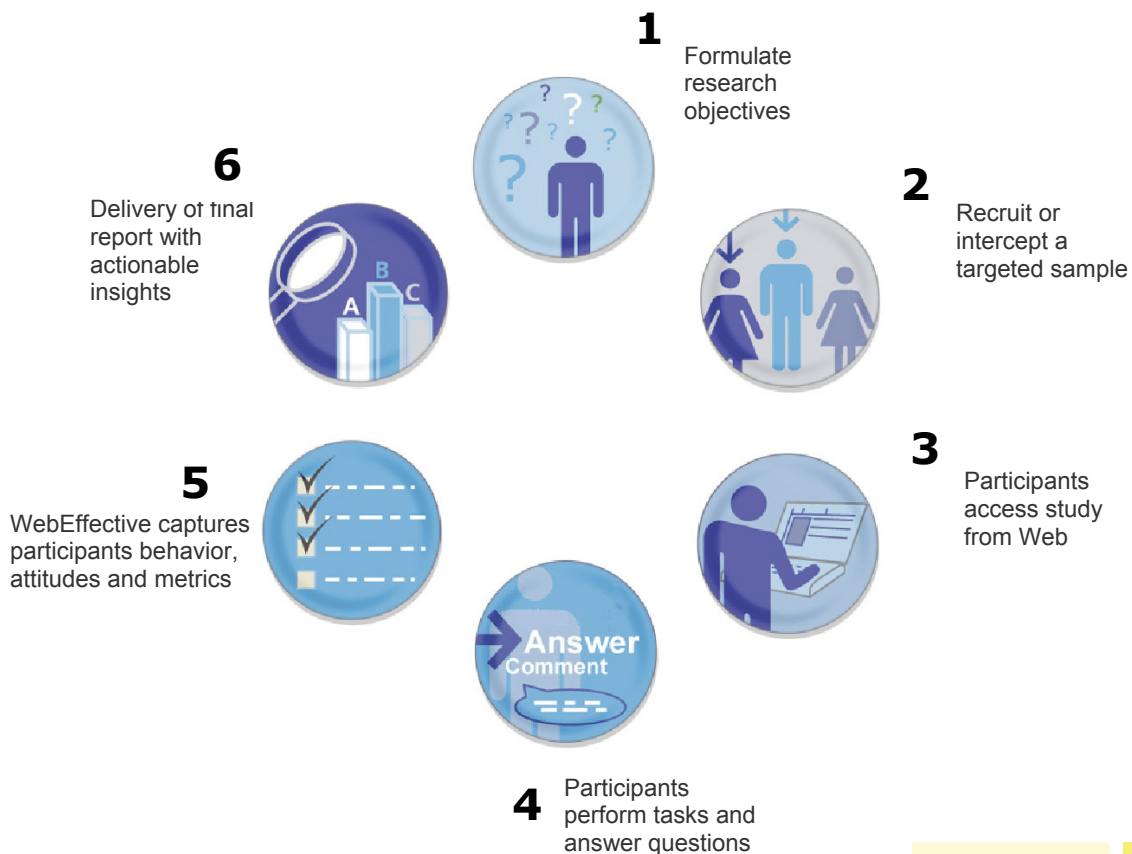 1
Formulate
research
objectives
2
Recruit or
intercept a
targeted sample
3
Participants
access study
from Web
4
Participants
perform tasks and
answer questions
Answer
Comment
5
WebEffective captures
participants behavior,
attitudes and metrics
6
Delivery of final
report with
actionable
insights
A
B
C
? ? ? ? ? ? ? ?